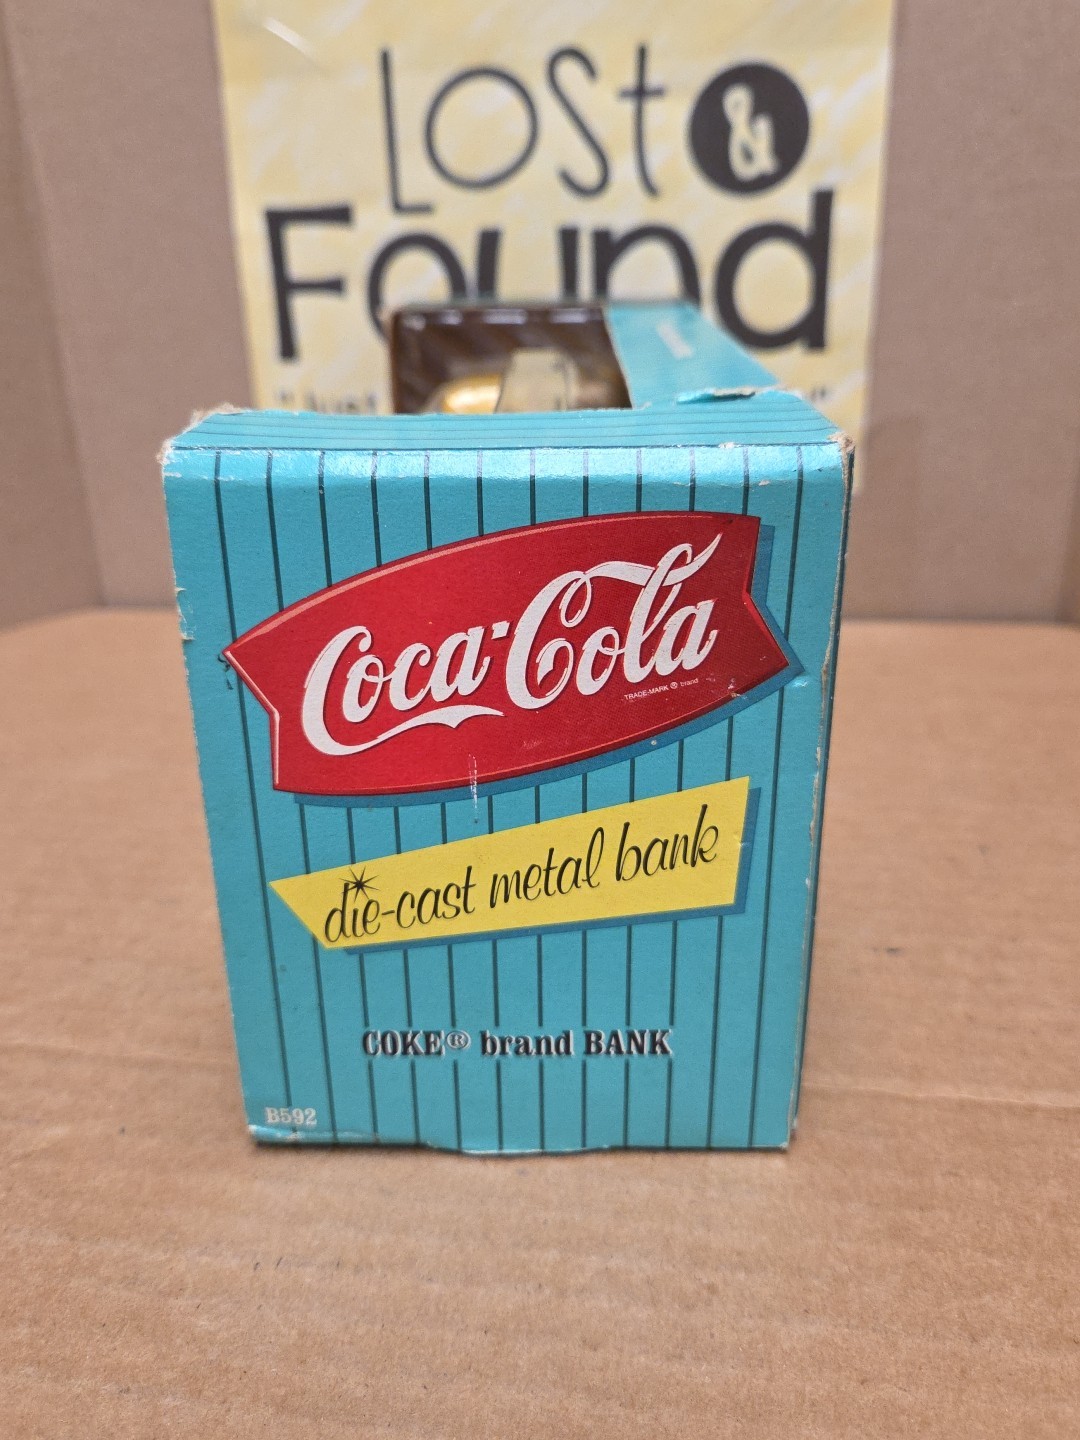 Lost &
Found
Coca-Cola
TRADE-MARK ® brand
die-cast metal bank
COKE® brand BANK
B592